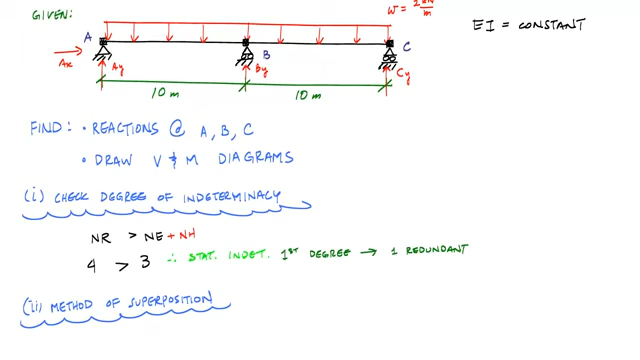 GIVEN:
w = 2 kN/m
EI = CONSTANT
A
B
C
Ax
Ay
By
Cy
10 m
10 m
FIND: • REACTIONS @ A, B, C
• DRAW V & M DIAGRAMS
(i) CHECK DEGREE OF INDETERMINACY
NR > NE + NH
4 > 3 ∴ STAT. INDET. 1ST DEGREE → 1 REDUNDANT
(ii) METHOD OF SUPERPOSITION